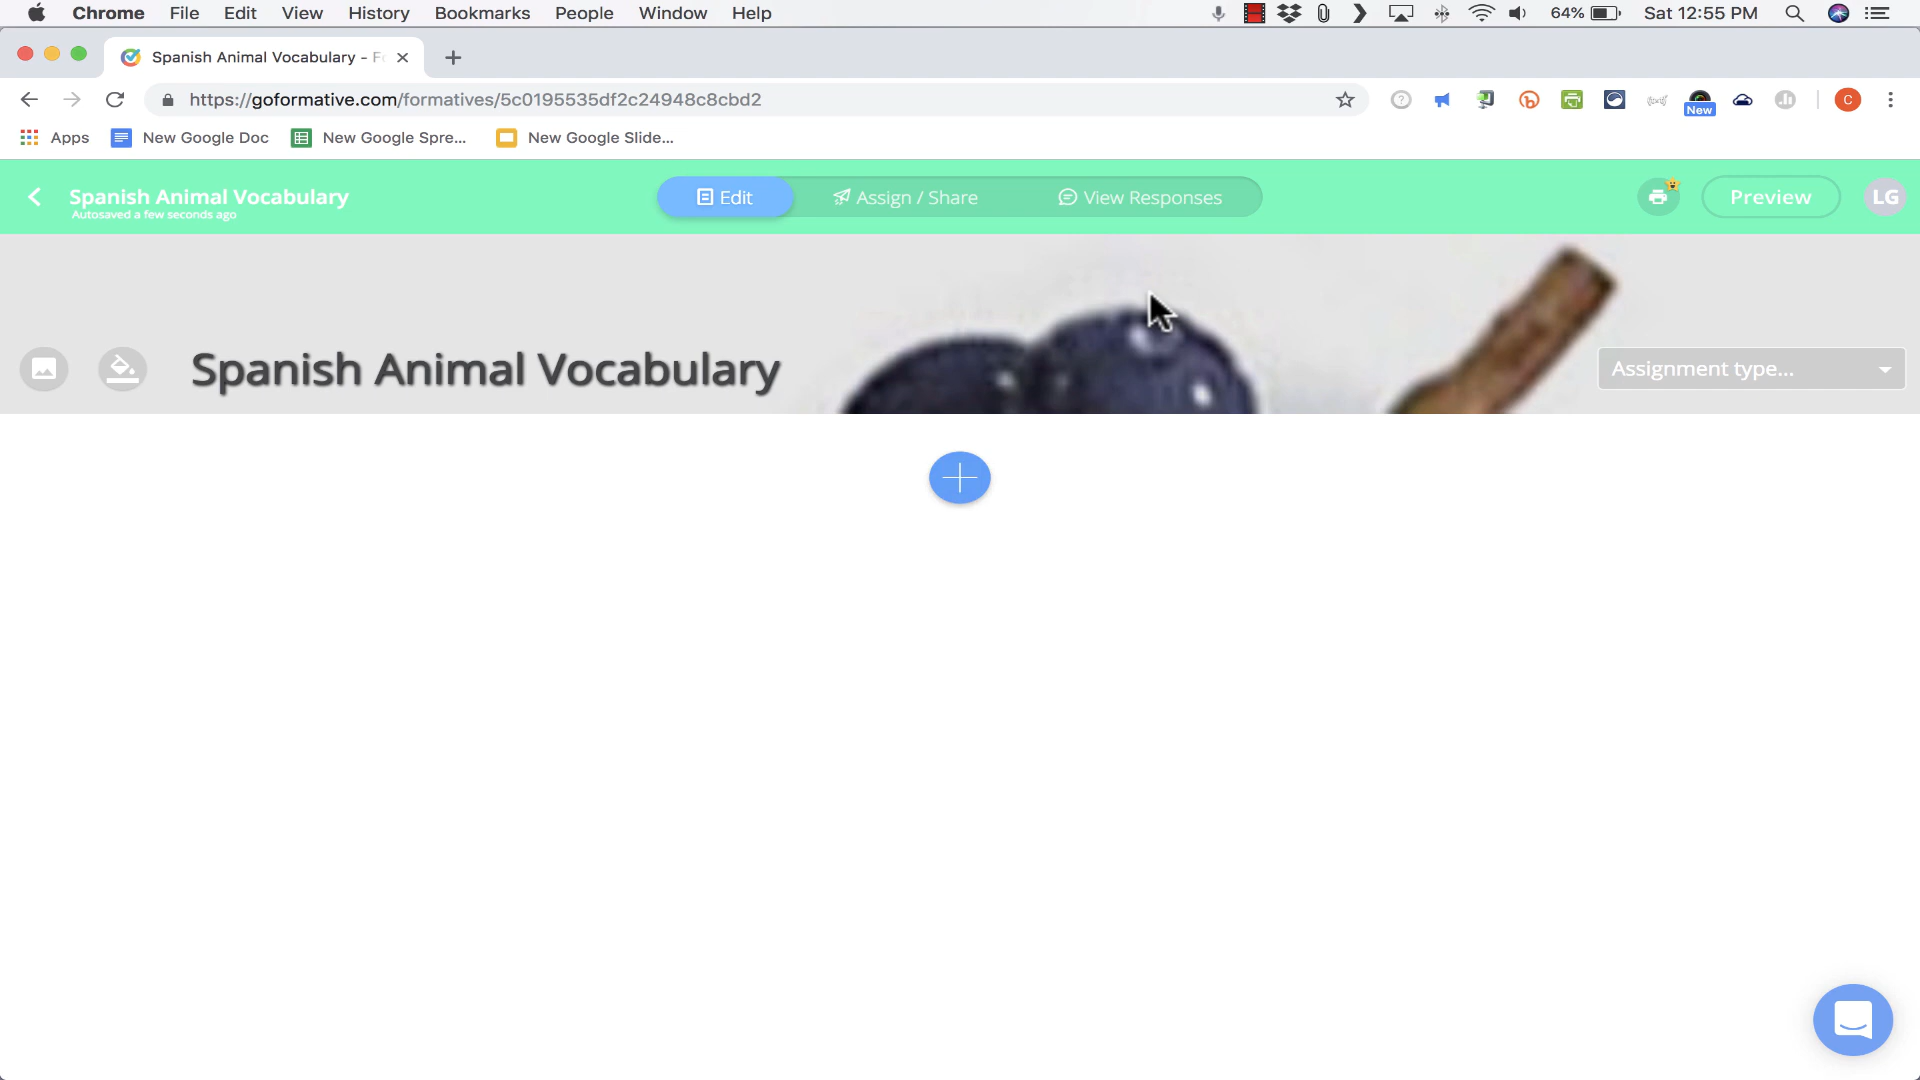 Chrome File Edit View History Bookmarks People Window Help 64% Sat 12:55 PM
Spanish Animal Vocabulary - Fo
https://goformative.com/formatives/5c0195535df2c24948c8cbd2 New C
Apps New Google Doc New Google Spre... New Google Slide...
Spanish Animal Vocabulary Edit Assign / Share View Responses Preview LG
Autosaved a few seconds ago
Spanish Animal Vocabulary Assignment type...